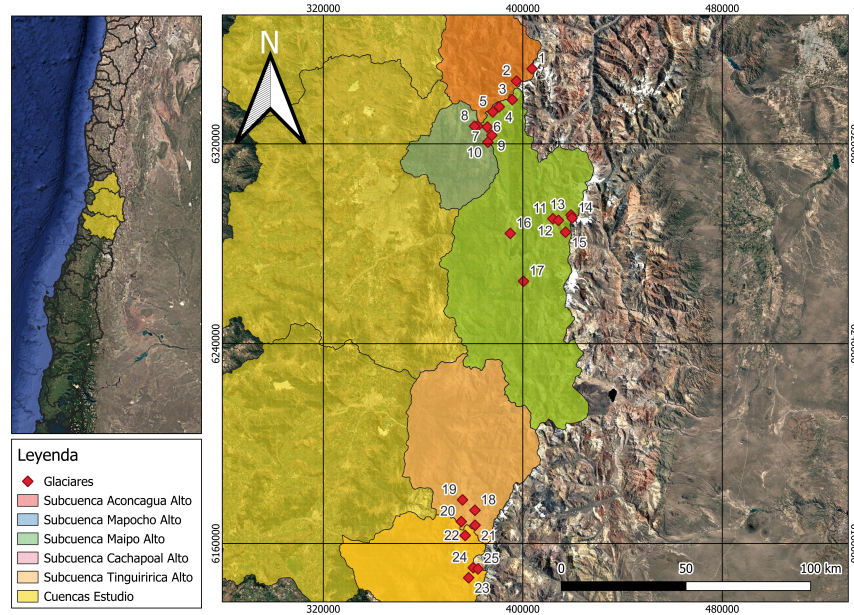 320000 400000 480000
N
1
2
3
5
4
8
6
7
6320000
9
10
6320000
11 13 14
16
12
15
17
6240000
6240000
19
18
20
22 21
6160000
6160000
24 25
23
0 50 100 km
320000 400000 480000
Leyenda
Glaciares
Subcuenca Aconcagua Alto
Subcuenca Mapocho Alto
Subcuenca Maipo Alto
Subcuenca Cachapoal Alto
Subcuenca Tinguiririca Alto
Cuencas Estudio